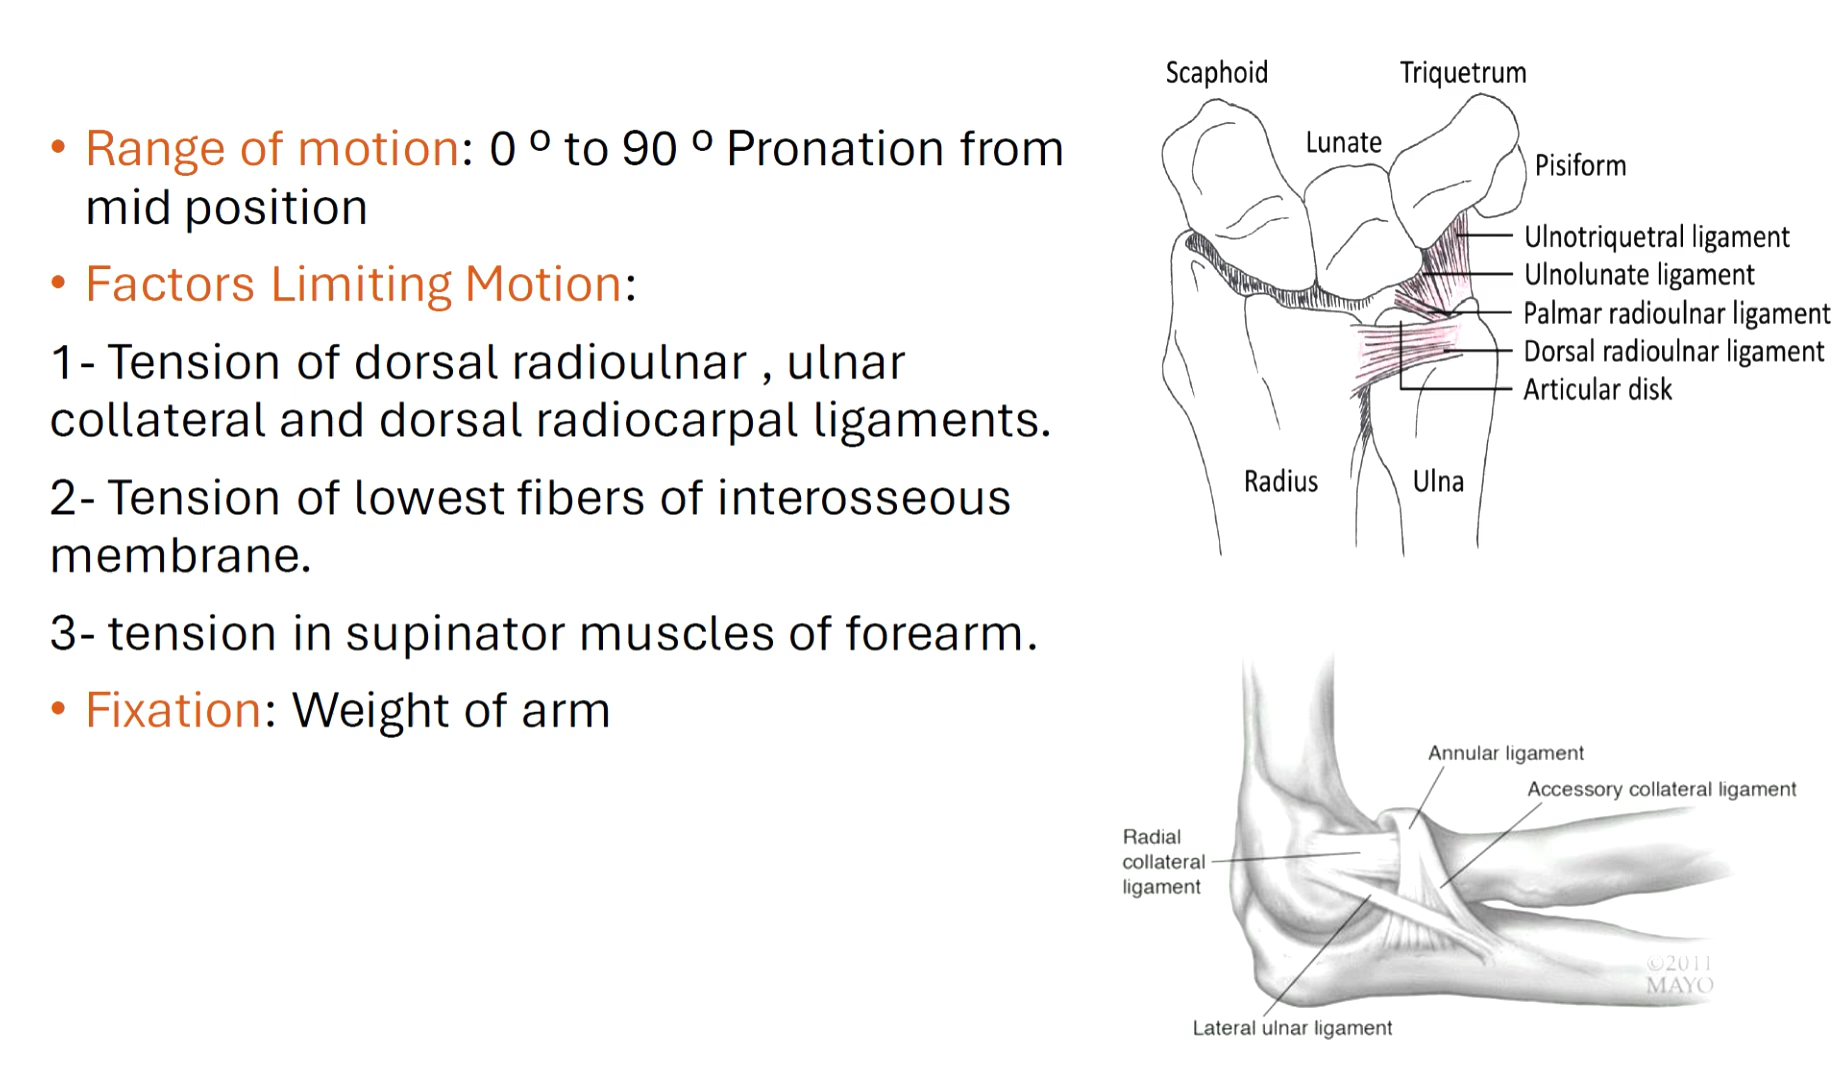 • Range of motion: 0 º to 90 º Pronation from
mid position
• Factors Limiting Motion:
1- Tension of dorsal radioulnar , ulnar
collateral and dorsal radiocarpal ligaments.
2- Tension of lowest fibers of interosseous
membrane.
3- tension in supinator muscles of forearm.
• Fixation: Weight of arm
Scaphoid
Triquetrum
Lunate
Pisiform
Ulnotriquetral ligament
Ulnolunate ligament
Palmar radioulnar ligament
Dorsal radioulnar ligament
Articular disk
Radius
Ulna
Annular ligament
Accessory collateral ligament
Radial
collateral
ligament
Lateral ulnar ligament
©2011
MAYO